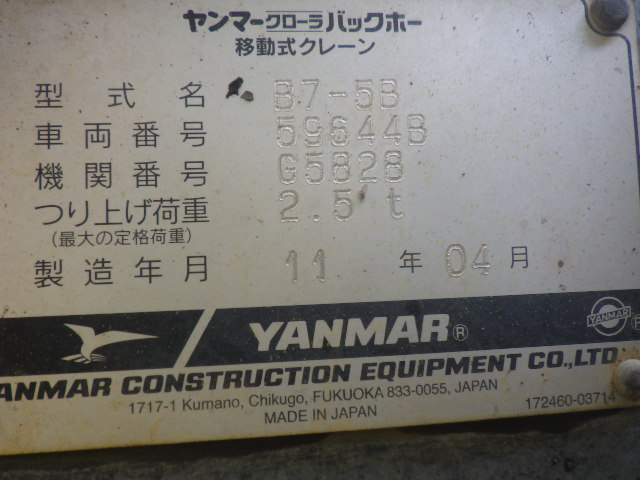 ヤンマークローラバックホー
移動式クレーン
型式名 B7-5B
車両番号 59644B
機関番号 G5828
つり上げ荷重 2.5 t
(最大の定格荷重)
製造年月 11 年 04 月
YANMAR®
YANMAR
ANMAR CONSTRUCTION EQUIPMENT CO.,LTD.
1717-1 Kumano, Chikugo, FUKUOKA 833-0055, JAPAN
MADE IN JAPAN
172460-03714